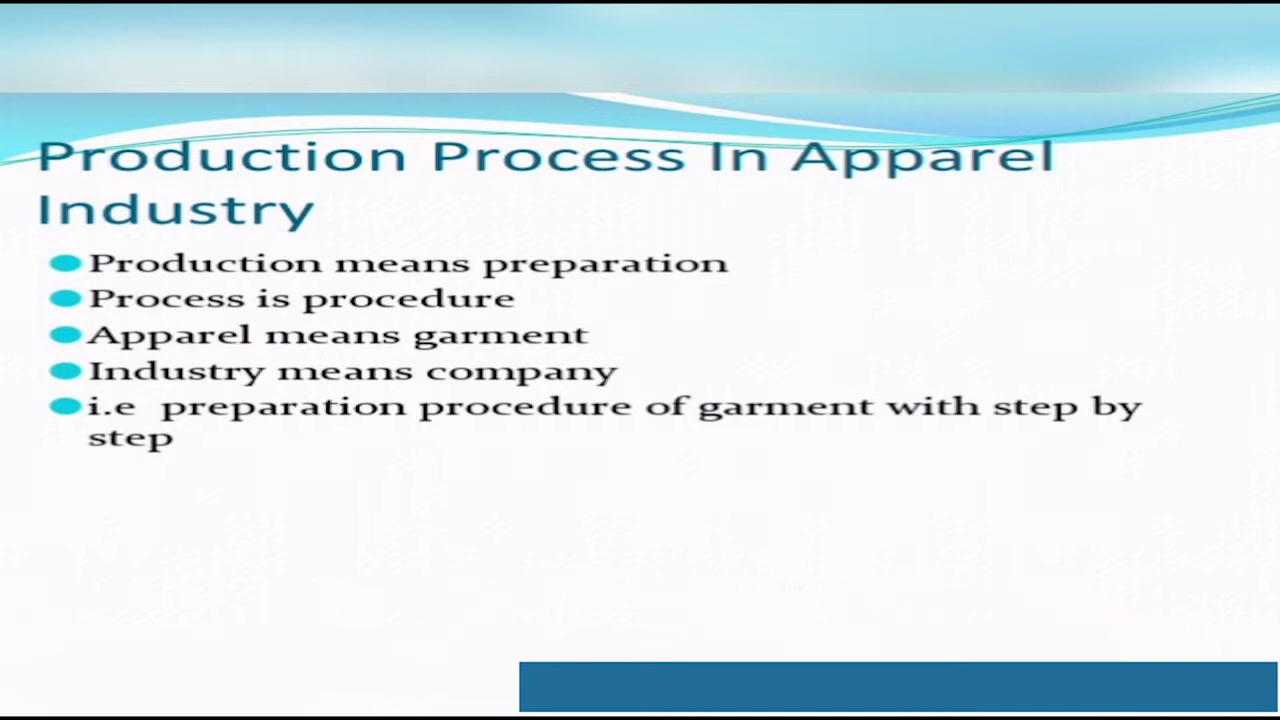 Production Process In Apparel
Industry
Production means preparation
Process is procedure
Apparel means garment
Industry means company
i.e preparation procedure of garment with step by
step